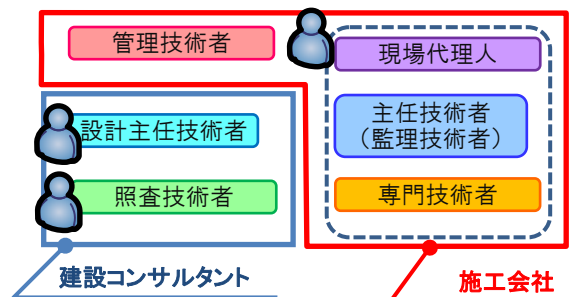 管理技術者
現場代理人
設計主任技術者
主任技術者
(監理技術者)
照査技術者
専門技術者
建設コンサルタント
施工会社